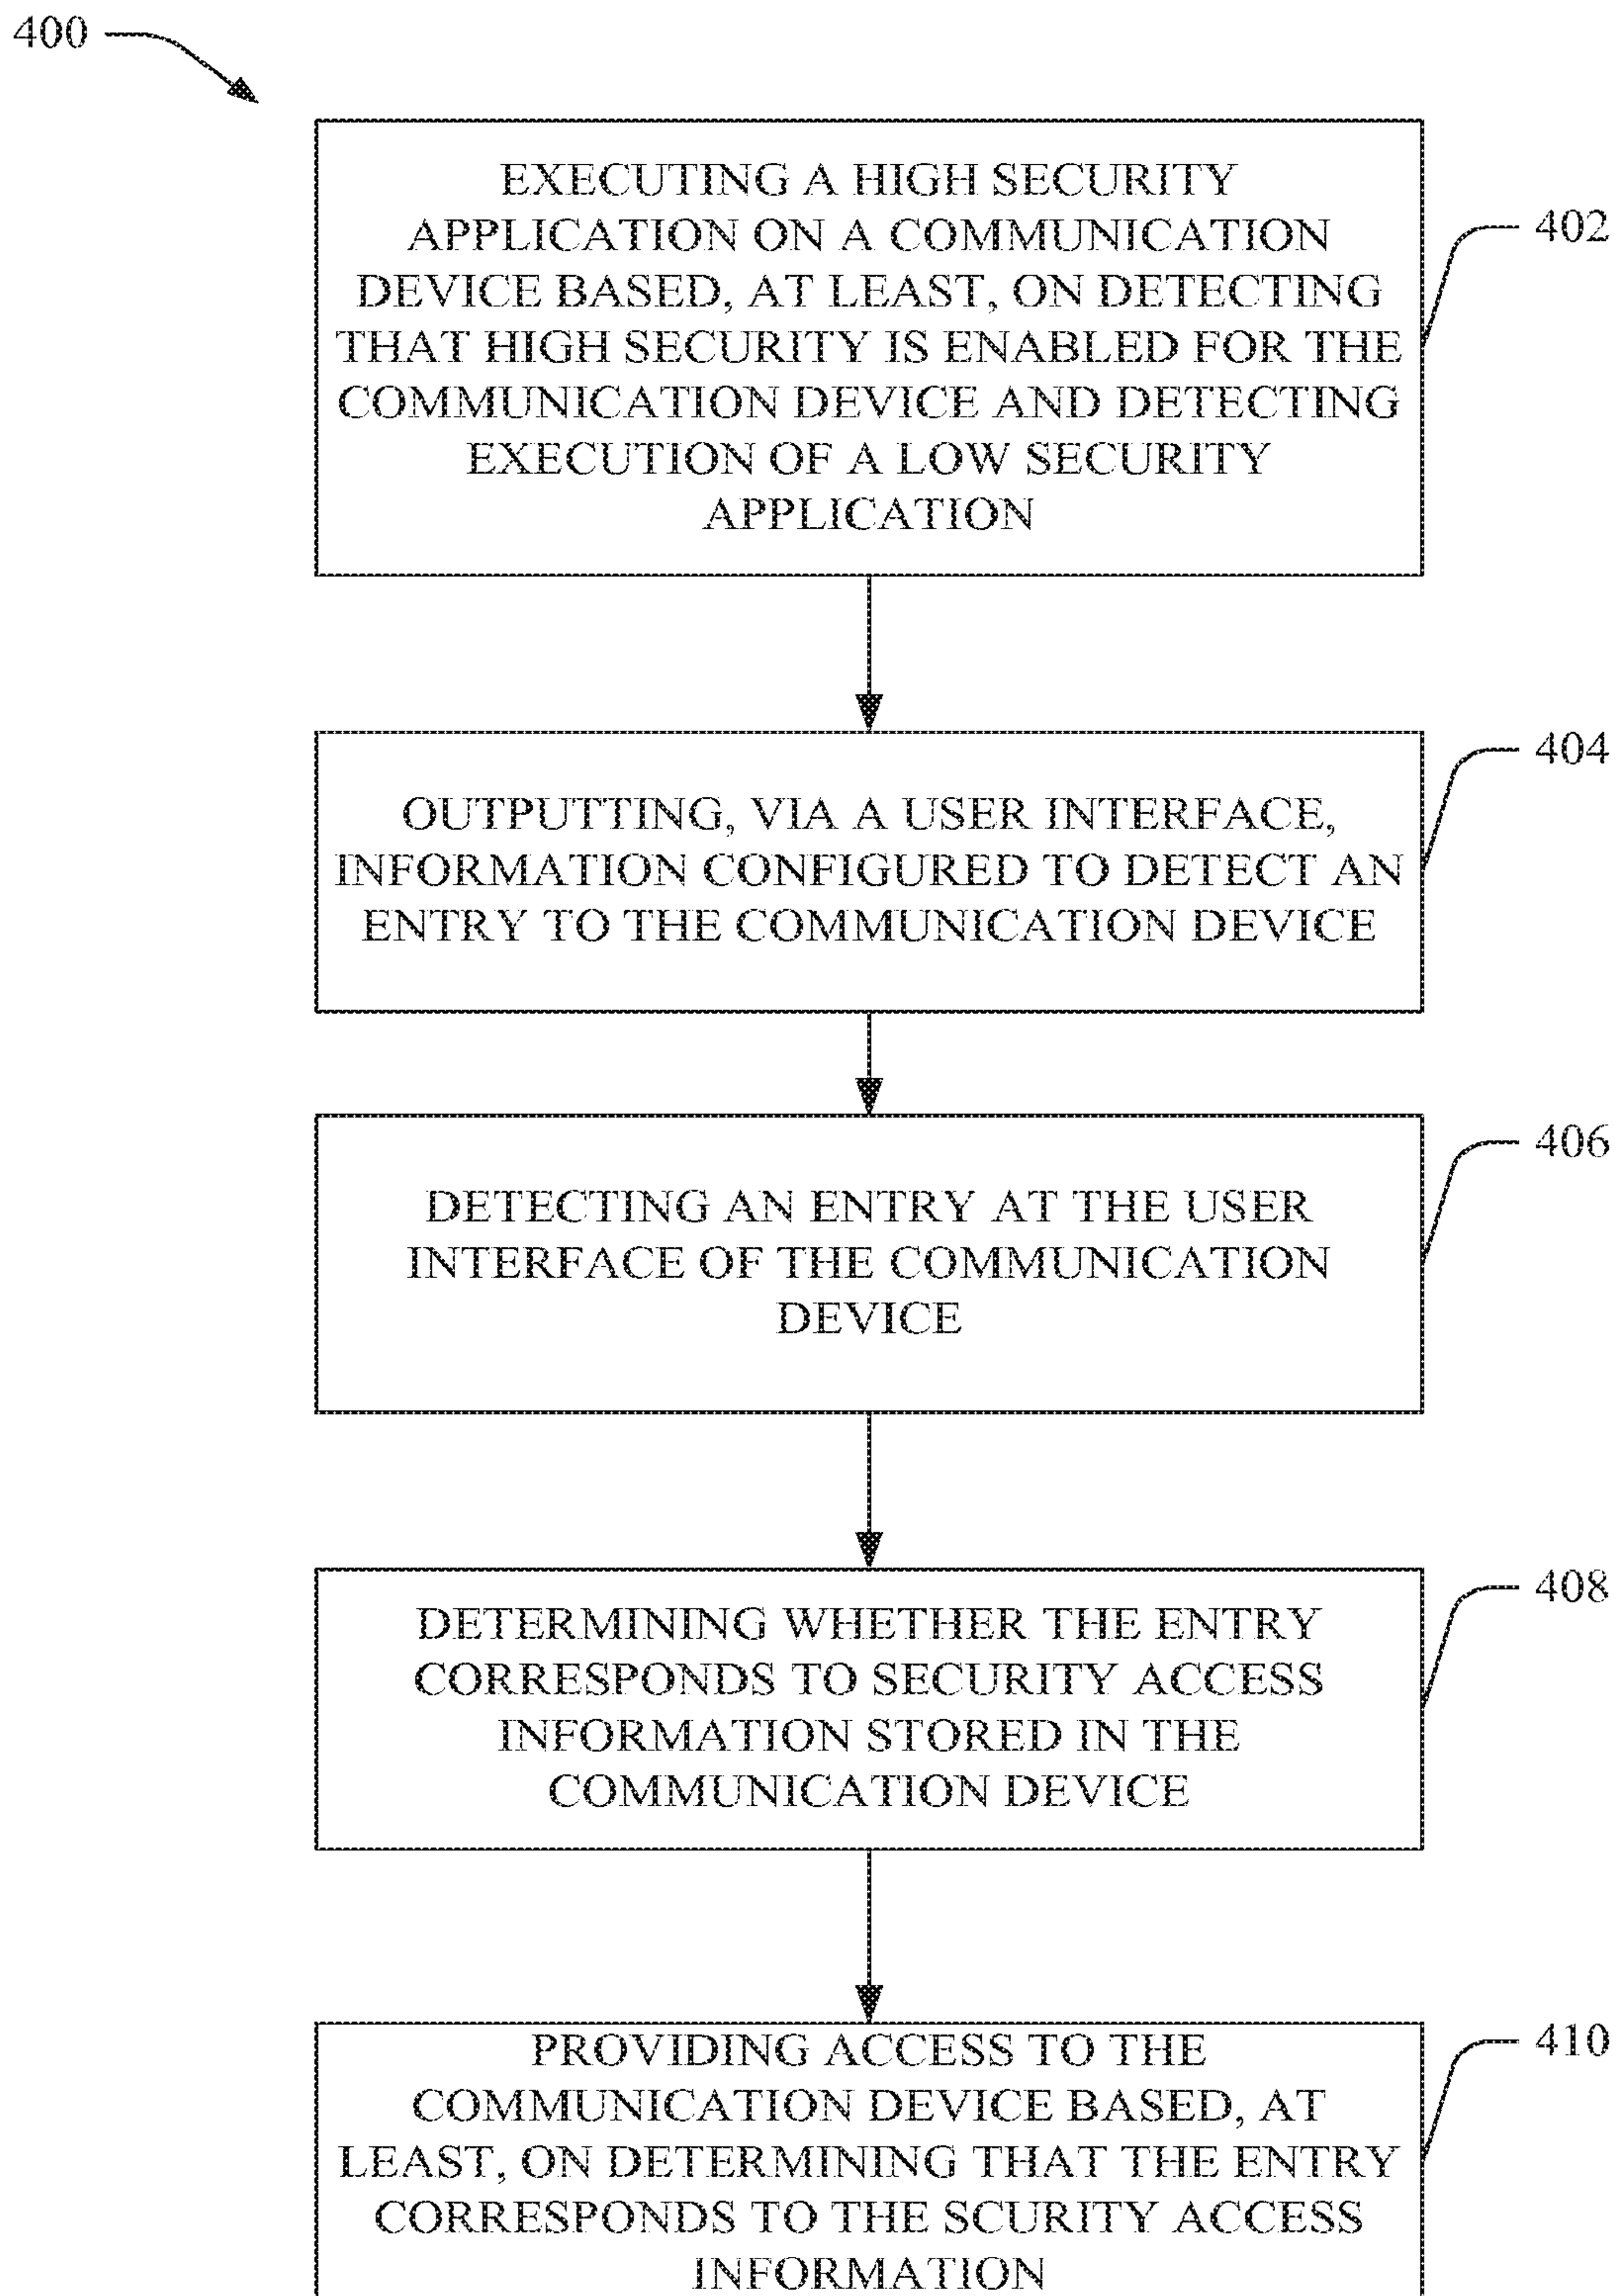 400
EXECUTING A HIGH SECURITY
APPLICATION ON A COMMUNICATION
DEVICE BASED, AT LEAST, ON DETECTING
THAT HIGH SECURITY IS ENABLED FOR THE
COMMUNICATION DEVICE AND DETECTING
EXECUTION OF A LOW SECURITY
APPLICATION
402
OUTPUTTING, VIA A USER INTERFACE,
INFORMATION CONFIGURED TO DETECT AN
ENTRY TO THE COMMUNICATION DEVICE
404
DETECTING AN ENTRY AT THE USER
INTERFACE OF THE COMMUNICATION
DEVICE
406
DETERMINING WHETHER THE ENTRY
CORRESPONDS TO SECURITY ACCESS
INFORMATION STORED IN THE
COMMUNICATION DEVICE
408
PROVIDING ACCESS TO THE
COMMUNICATION DEVICE BASED, AT
LEAST, ON DETERMINING THAT THE ENTRY
CORRESPONDS TO THE SCURITY ACCESS
INFORMATION
410